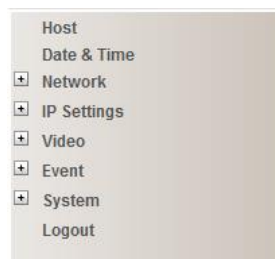 Host
Date & Time
Network
IP Settings
Video
Event
System
Logout